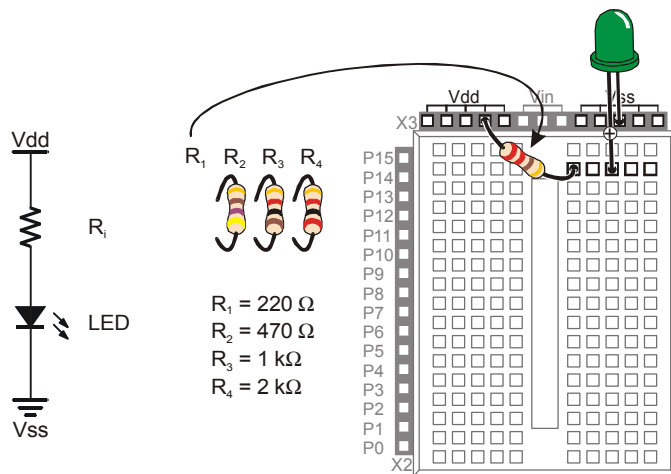 Vdd
Rᵢ
LED
Vss
R₁ R₂ R₃ R₄
R₁ = 220 Ω
R₂ = 470 Ω
R₃ = 1 kΩ
R₄ = 2 kΩ
Vdd Vin Vss
X3
+
P15
P14
P13
P12
P11
P10
P9
P8
P7
P6
P5
P4
P3
P2
P1
P0
X2